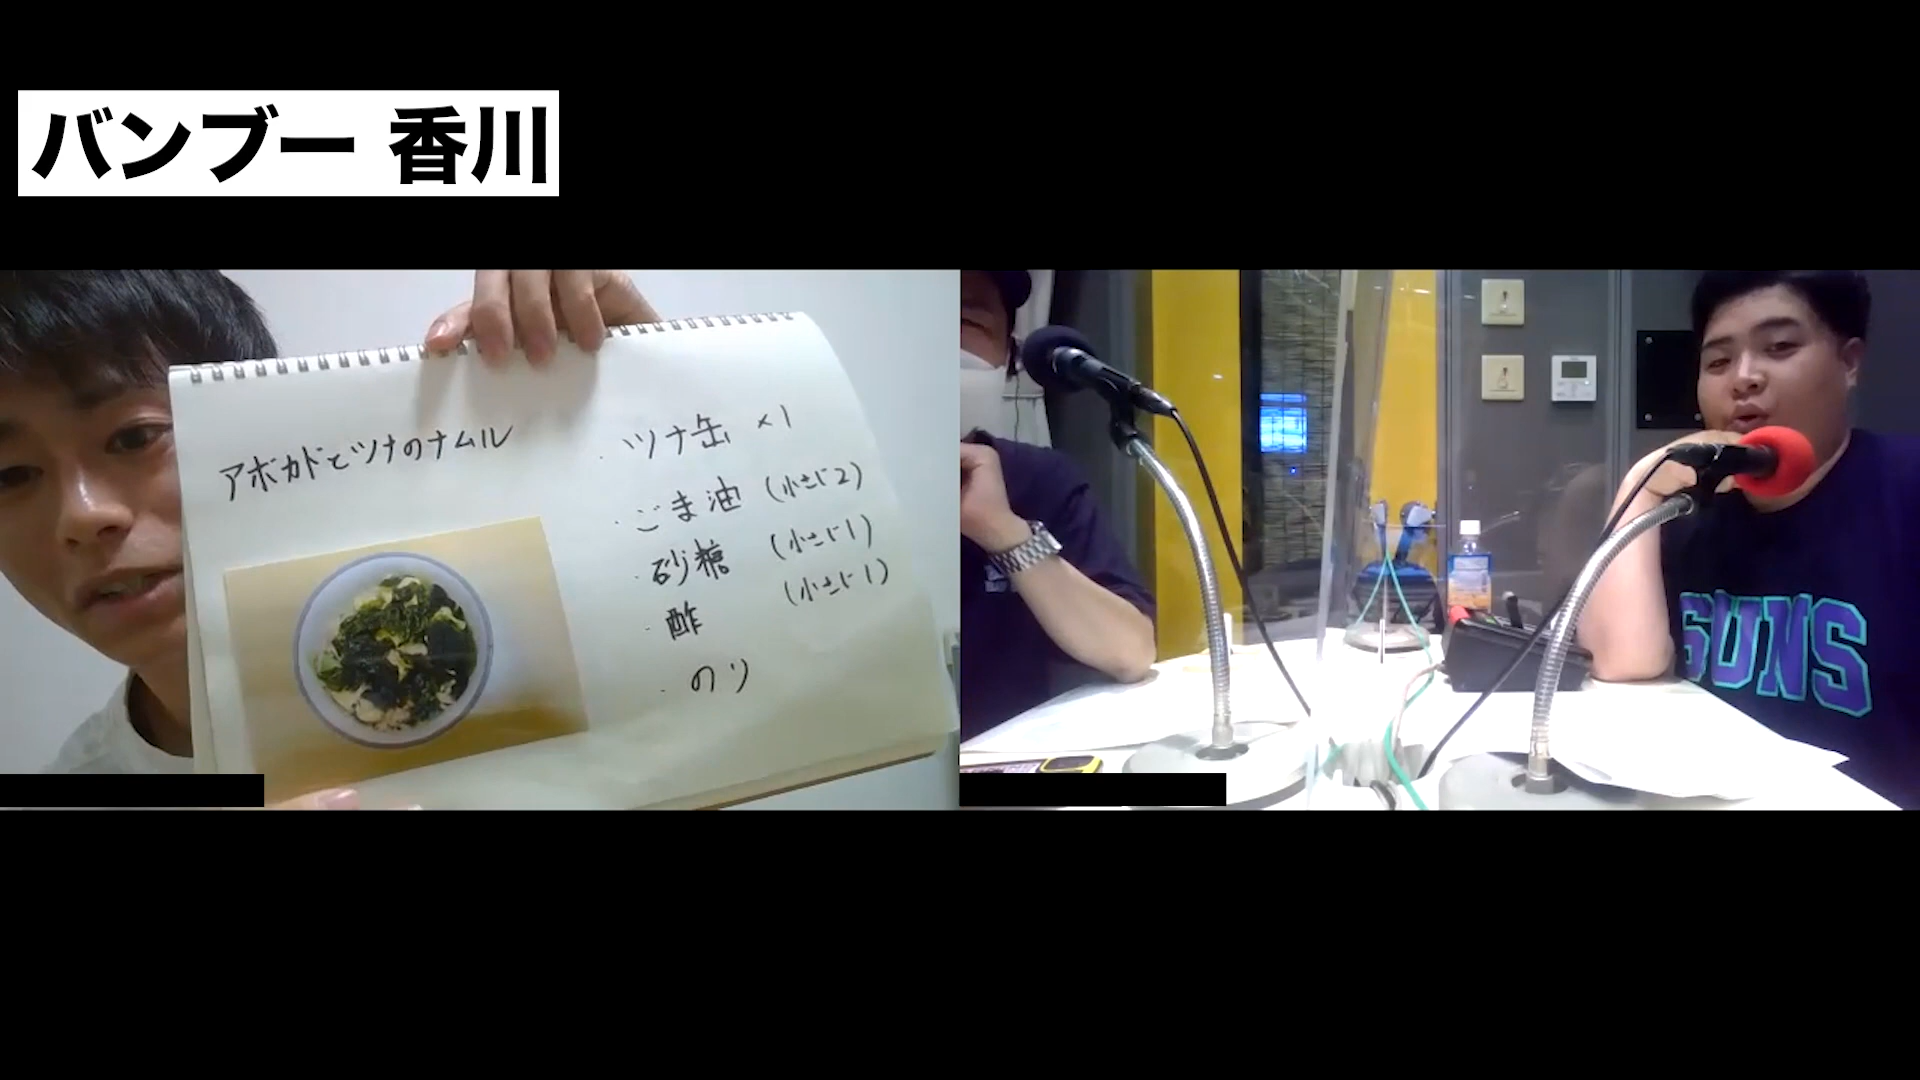 バンブー 香川
アボカドとツナのナムル
・ツナ缶 ×1
・ごま油 (小さじ2)
・砂糖 (小さじ1)
・酢 (小さじ1)
・のり
SUNS